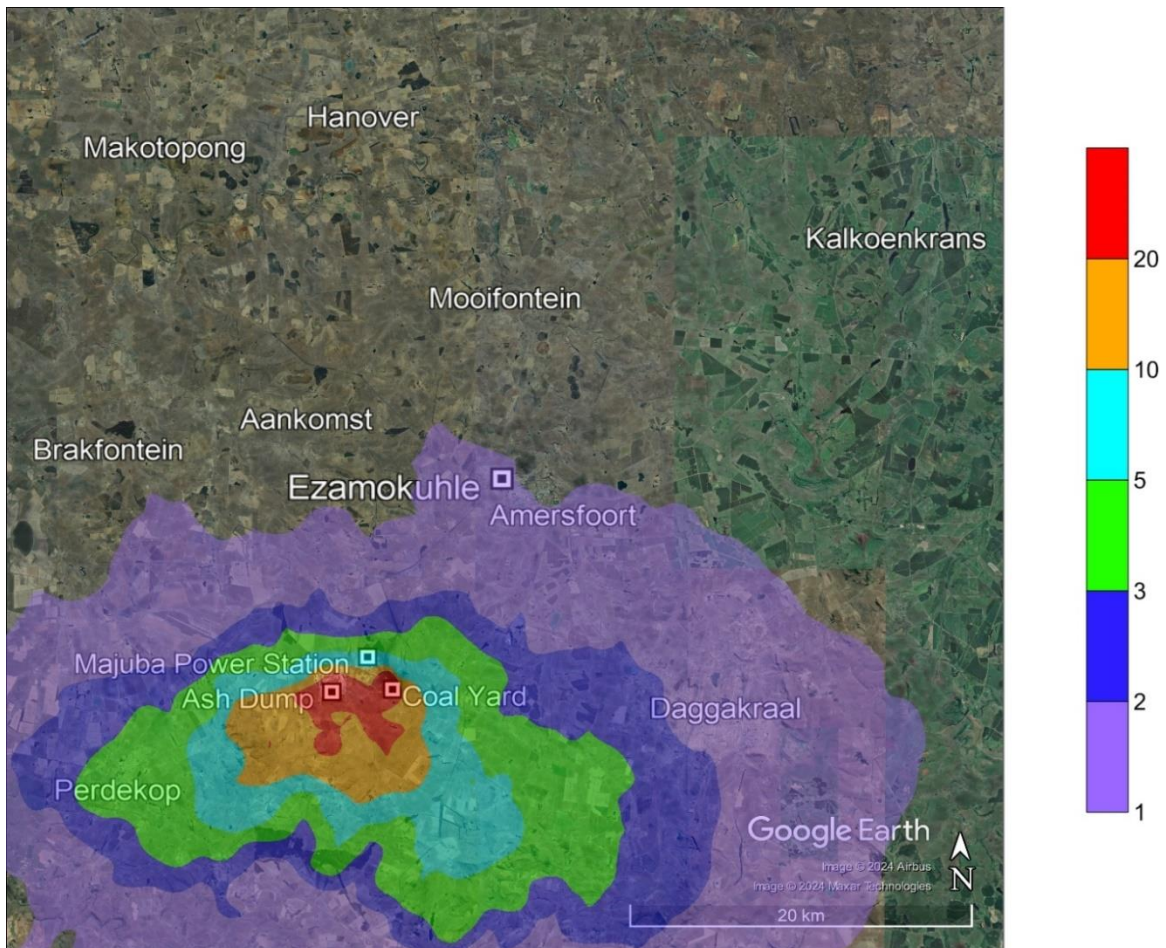 Hanover
Makotopong
Kalkoenkrans
Mooifontein
Aankomst
Brakfontein
Ezamokuhle
Amersfoort
Majuba Power Station
Ash Dump
Coal Yard
Daggakraal
Perdekop
Google Earth
Image © 2024 Airbus
Image © 2024 Maxar Technologies
N
20 km
20
10
5
3
2
1